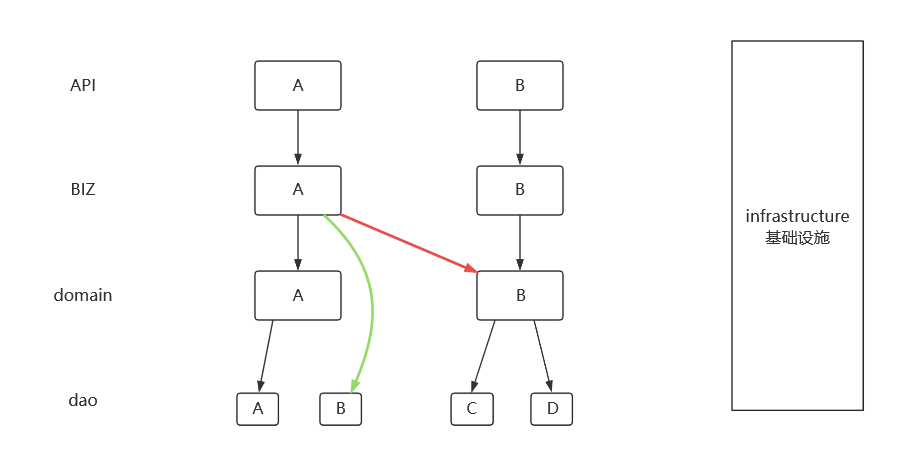 API
A
B
BIZ
A
B
infrastructure
基础设施
domain
A
B
dao
A
B
C
D